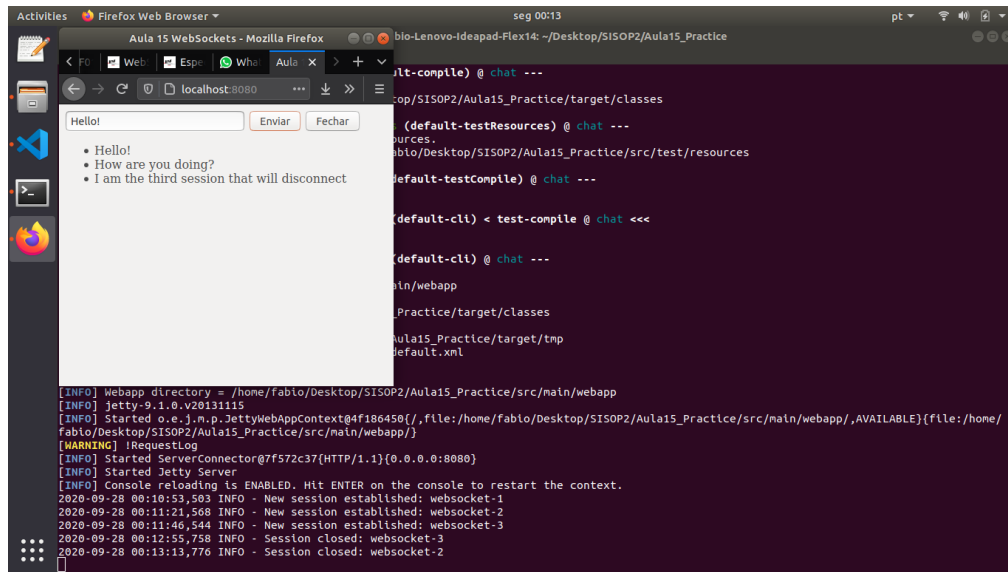 Activities Firefox Web Browser seg 00:13 pt
Aula 15 WebSockets - Mozilla Firefox
bio-Lenovo-Ideapad-Flex14: ~/Desktop/SISOP2/Aula15_Practice
Web Espe What Aula
localhost:8080
Hello! Enviar Fechar
Hello!
How are you doing?
I am the third session that will disconnect
ult-compile) @ chat ---
top/SISOP2/Aula15_Practice/target/classes
(default-testResources) @ chat ---
ources.
abio/Desktop/SISOP2/Aula15_Practice/src/test/resources
default-testCompile) @ chat ---
(default-cli) < test-compile @ chat <<<
(default-cli) @ chat ---
ain/webapp
_Practice/target/classes
Aula15_Practice/target/tmp
default.xml
[INFO] Webapp directory = /home/fabio/Desktop/SISOP2/Aula15_Practice/src/main/webapp
[INFO] jetty-9.1.0.v20131115
[INFO] Started o.e.j.m.p.JettyWebAppContext@4f186450{/,file:/home/fabio/Desktop/SISOP2/Aula15_Practice/src/main/webapp/,AVAILABLE}{file:/home/
fabio/Desktop/SISOP2/Aula15_Practice/src/main/webapp/}
[WARNING] !RequestLog
[INFO] Started ServerConnector@7f572c37{HTTP/1.1}{0.0.0.0:8080}
[INFO] Started Jetty Server
[INFO] Console reloading is ENABLED. Hit ENTER on the console to restart the context.
2020-09-28 00:10:53,503 INFO - New session established: websocket-1
2020-09-28 00:11:21,568 INFO - New session established: websocket-2
2020-09-28 00:11:46,544 INFO - New session established: websocket-3
2020-09-28 00:12:55,758 INFO - Session closed: websocket-3
2020-09-28 00:13:13,776 INFO - Session closed: websocket-2